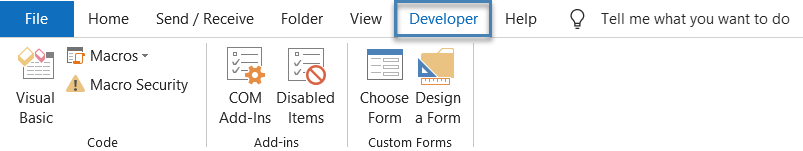 File Home Send / Receive Folder View Developer Help Tell me what you want to do
Visual
Basic
Macros
Macro Security
Code
COM
Add-Ins
Disabled
Items
Add-ins
Choose
Form
Design
a Form
Custom Forms